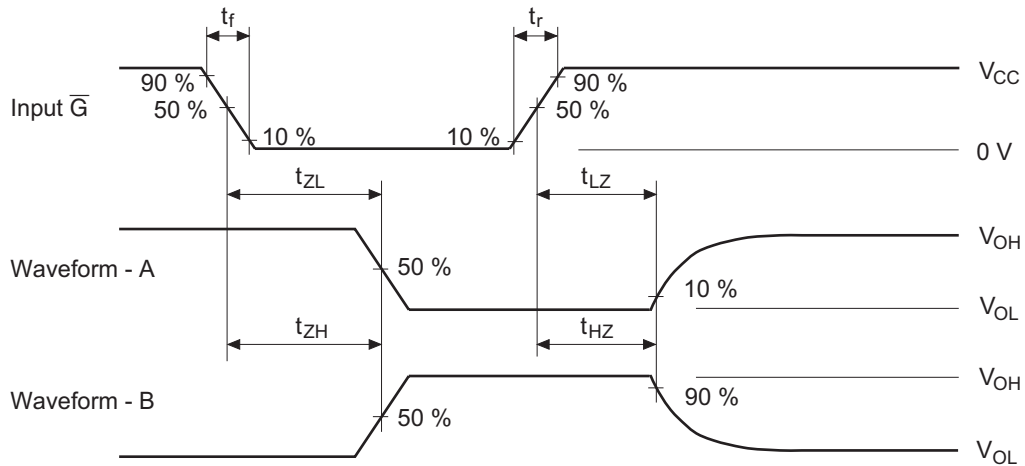 tf
tr
90 %
90 %
VCC
Input G̅
50 %
50 %
10 %
10 %
0 V
tZL
tLZ
VOH
Waveform - A
50 %
10 %
VOL
tZH
tHZ
VOH
Waveform - B
90 %
50 %
VOL